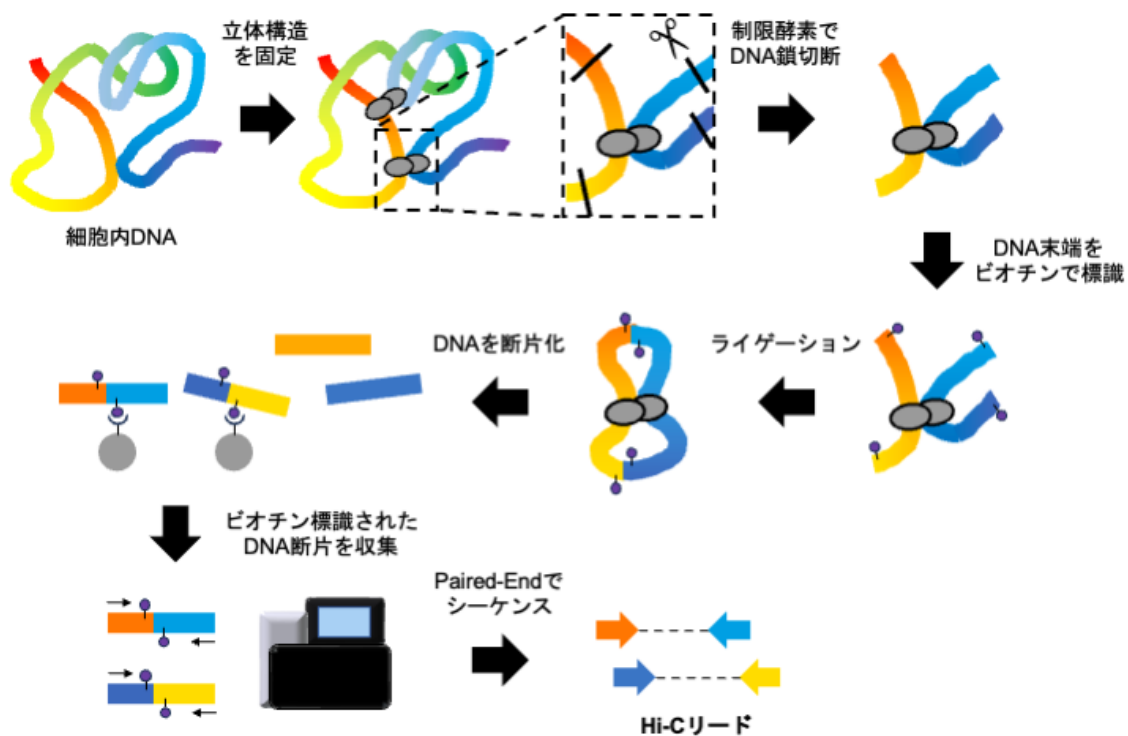 立体構造
を固定
制限酵素で
DNA鎖切断
細胞内DNA
DNA末端を
ビオチンで標識
ライゲーション
DNAを断片化
ビオチン標識された
DNA断片を収集
Paired-Endで
シーケンス
Hi-Cリード